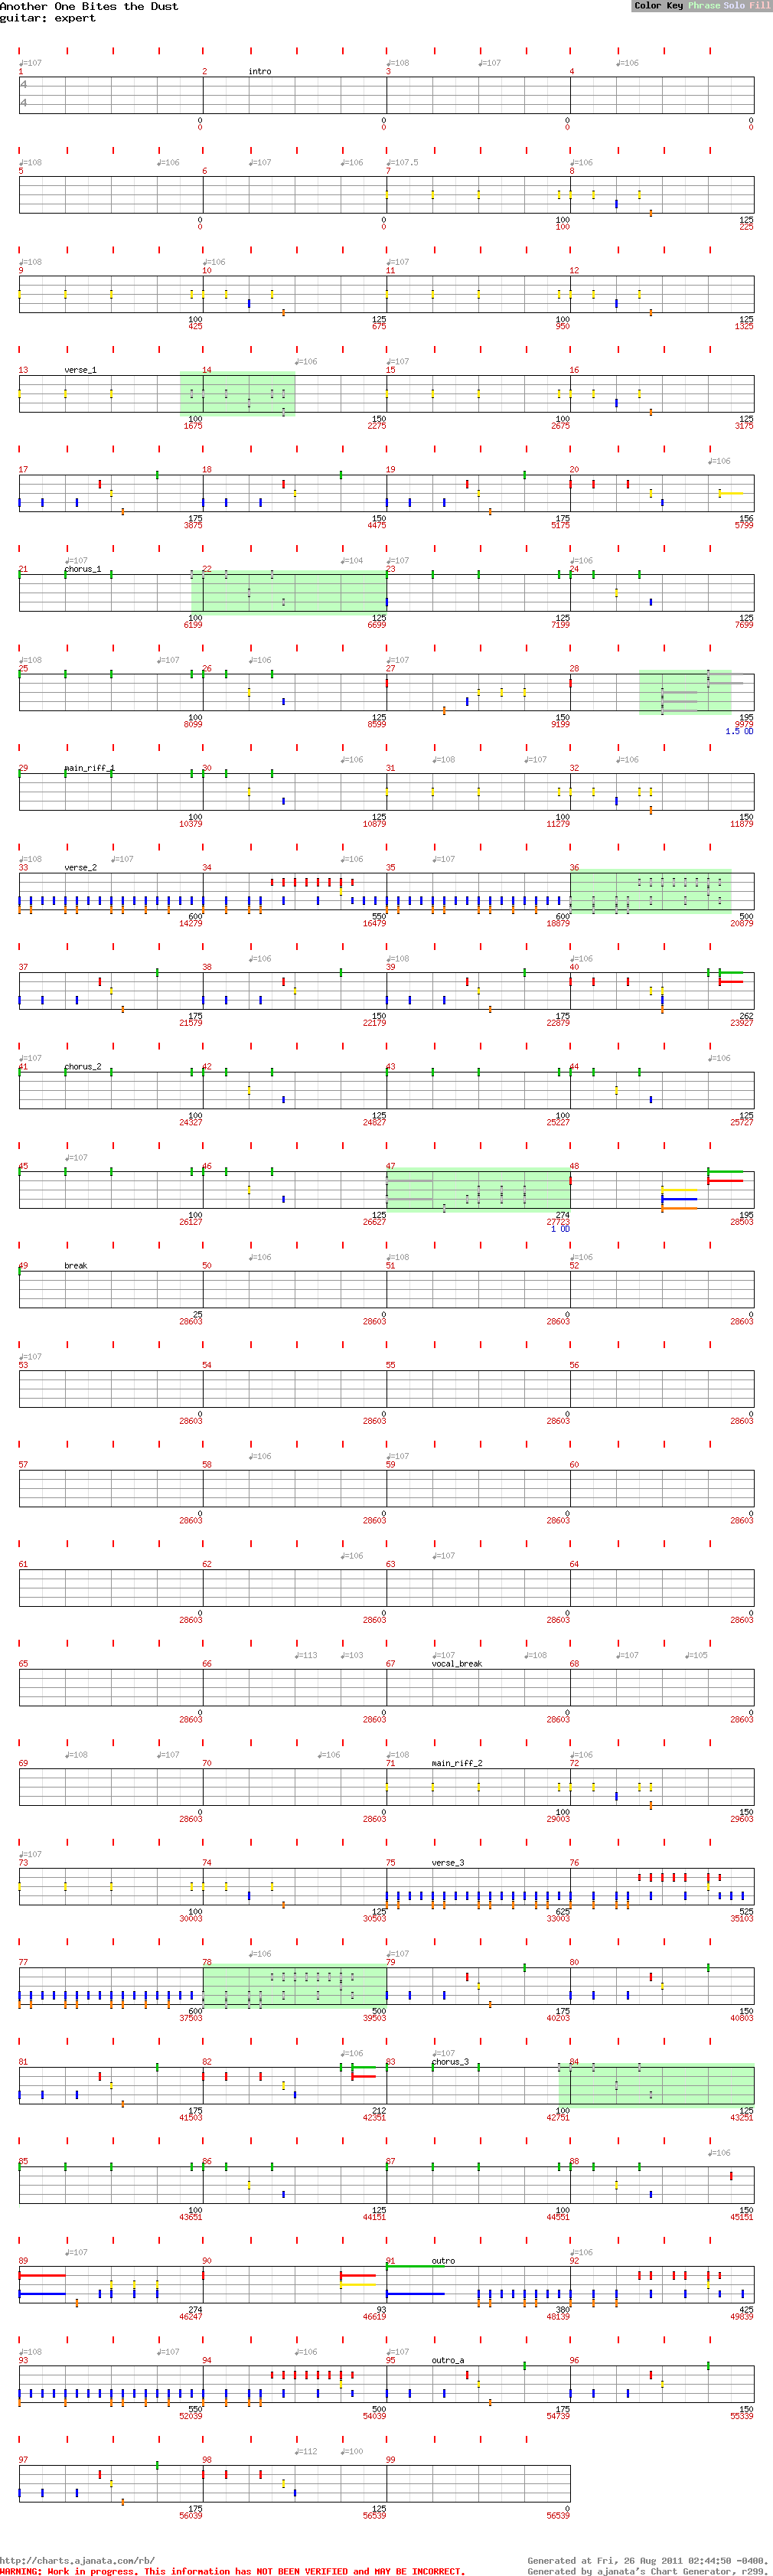 Another One Bites the Dust
guitar: expert
Color Key Phrase Solo Fill
♩=107 ♩=108 ♩=107 ♩=106
1 2 intro 3 4
4
4
0 0 0 0
0 0 0 0
♩=108 ♩=106 ♩=107 ♩=106 ♩=107.5 ♩=106
5 6 7 8
0 0 100 125
0 0 100 225
♩=108 ♩=106 ♩=107
9 10 11 12
100 125 100 125
425 675 950 1325
♩=106 ♩=107
13 verse_1 14 15 16
100 150 100 125
1675 2275 2675 3175
♩=106
17 18 19 20
175 150 175 156
3875 4475 5175 5799
♩=107 ♩=104 ♩=107 ♩=106
21 chorus_1 22 23 24
100 125 125 125
6199 6699 7199 7699
♩=108 ♩=107 ♩=106 ♩=107
25 26 27 28
100 125 150 195
8099 8599 9199 9979
1.5 OD
♩=106 ♩=108 ♩=107 ♩=106
29 main_riff_1 30 31 32
100 125 100 150
10379 10879 11279 11879
♩=108 ♩=107 ♩=106 ♩=107
33 verse_2 34 35 36
600 550 600 500
14279 16479 18879 20879
♩=106 ♩=108 ♩=106
37 38 39 40
175 150 175 262
21579 22179 22879 23927
♩=107 ♩=106
41 chorus_2 42 43 44
100 125 100 125
24327 24827 25227 25727
♩=107
45 46 47 48
100 125 274 195
26127 26627 27723 28503
1 OD
♩=106 ♩=108 ♩=106
49 break 50 51 52
25 0 0 0
28603 28603 28603 28603
♩=107
53 54 55 56
0 0 0 0
28603 28603 28603 28603
♩=106 ♩=107
57 58 59 60
0 0 0 0
28603 28603 28603 28603
♩=106 ♩=107
61 62 63 64
0 0 0 0
28603 28603 28603 28603
♩=113 ♩=103 ♩=107 ♩=108 ♩=107 ♩=105
65 66 67 vocal_break 68
0 0 0 0
28603 28603 28603 28603
♩=108 ♩=107 ♩=106 ♩=108 ♩=106
69 70 71 main_riff_2 72
0 0 100 150
28603 28603 29003 29603
♩=107
73 74 75 verse_3 76
100 125 625 525
30003 30503 33003 35103
♩=106 ♩=107
77 78 79 80
600 500 175 150
37503 39503 40203 40803
♩=106 ♩=107
81 82 83 chorus_3 84
175 212 100 125
41503 42351 42751 43251
♩=106
85 86 87 88
100 125 100 150
43651 44151 44551 45151
♩=107 ♩=106
89 90 91 outro 92
274 93 380 425
46247 46619 48139 49839
♩=108 ♩=107 ♩=106 ♩=107
93 94 95 outro_a 96
550 500 175 150
52039 54039 54739 55339
♩=112 ♩=100
97 98 99
175 125 0
56039 56539 56539
http://charts.ajanata.com/rb/
Generated at Fri, 26 Aug 2011 02:44:50 -0400.
WARNING: Work in progress. This information has NOT BEEN VERIFIED and MAY BE INCORRECT.
Generated by ajanata's Chart Generator, r299.